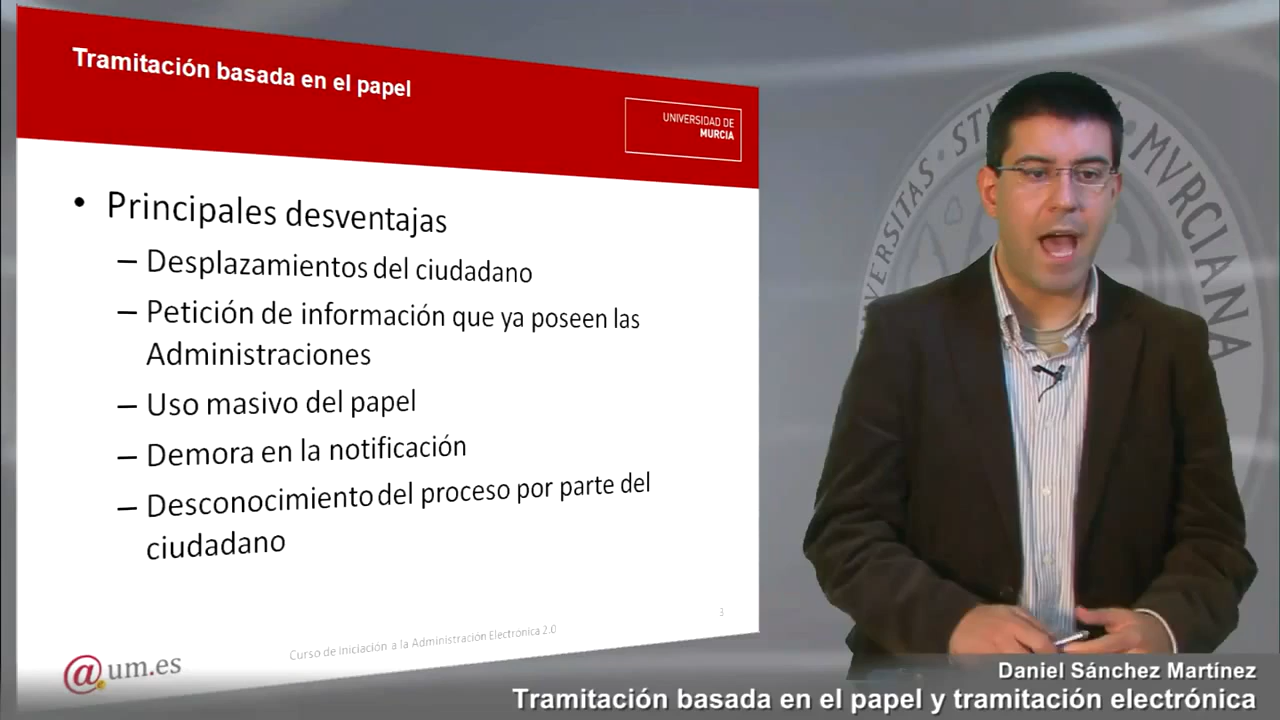 Tramitación basada en el papel
UNIVERSIDAD DE
MURCIA
• Principales desventajas
– Desplazamientos del ciudadano
– Petición de información que ya poseen las
Administraciones
– Uso masivo del papel
– Demora en la notificación
– Desconocimiento del proceso por parte del
ciudadano
3
Curso de Iniciación a la Administración Electrónica 2.0
@um.es
VERSITAS · STV
MVRCIANA
Daniel Sánchez Martínez
Tramitación basada en el papel y tramitación electrónica